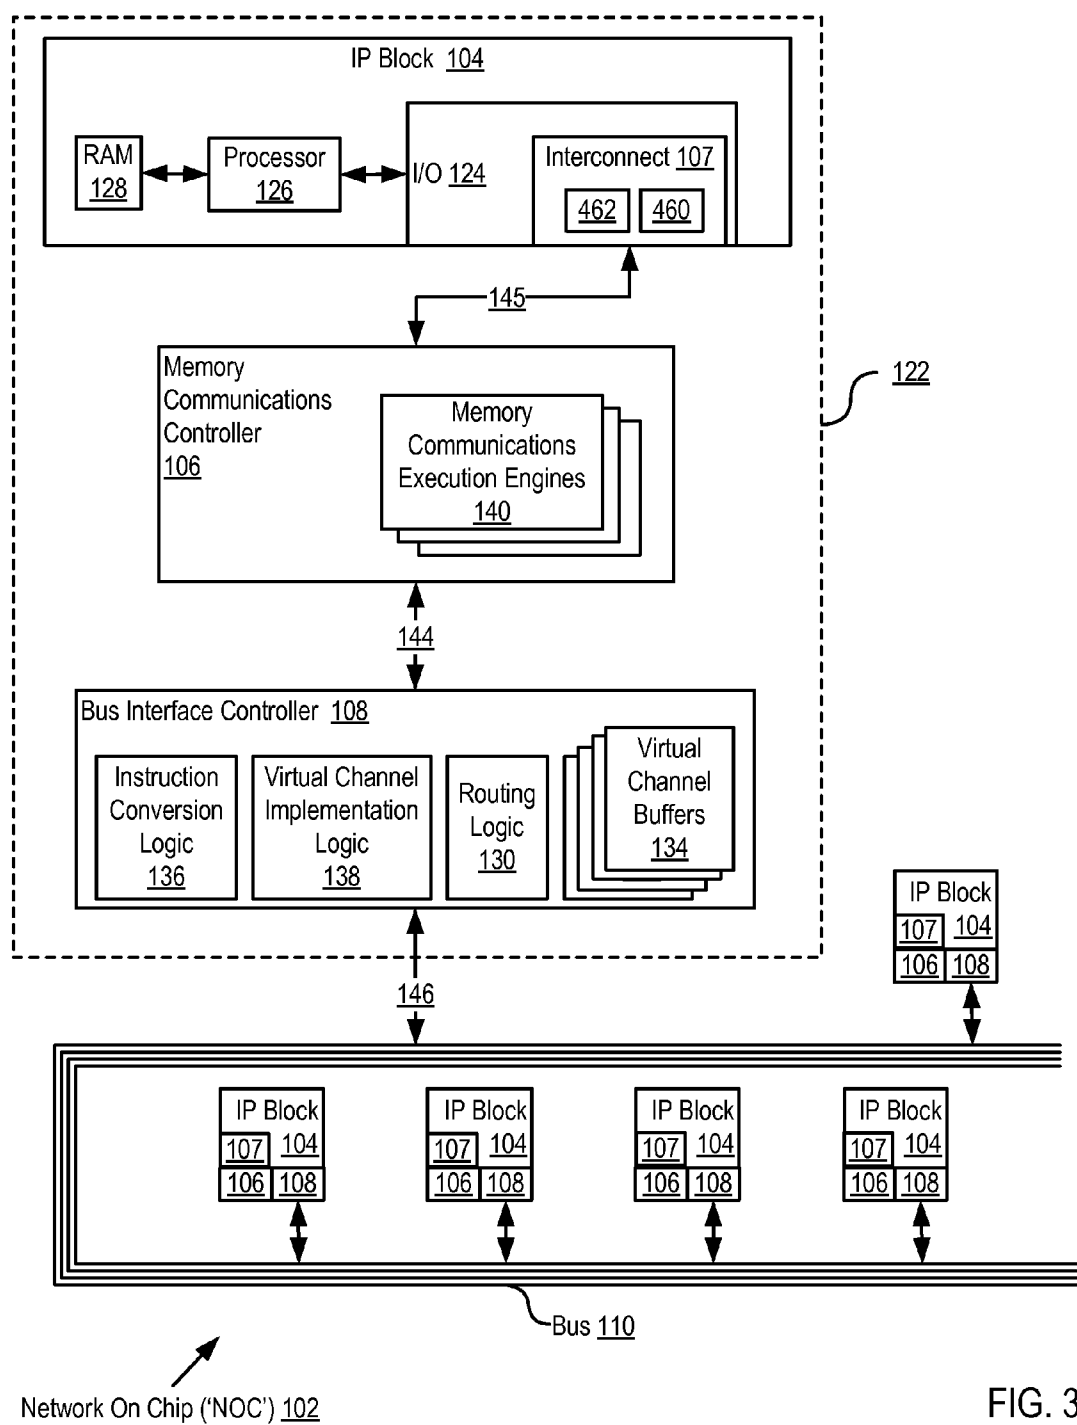 IP Block 104
RAM
128
Processor
126
I/O 124
Interconnect 107
462 460
145
Memory
Communications
Controller
106
Memory
Communications
Execution Engines
140
122
144
Bus Interface Controller 108
Instruction
Conversion
Logic
136
Virtual Channel
Implementation
Logic
138
Routing
Logic
130
Virtual
Channel
Buffers
134
IP Block
107 104
106 108
146
IP Block
107 104
106 108
IP Block
107 104
106 108
IP Block
107 104
106 108
IP Block
107 104
106 108
Bus 110
Network On Chip (‘NOC’) 102
FIG. 3